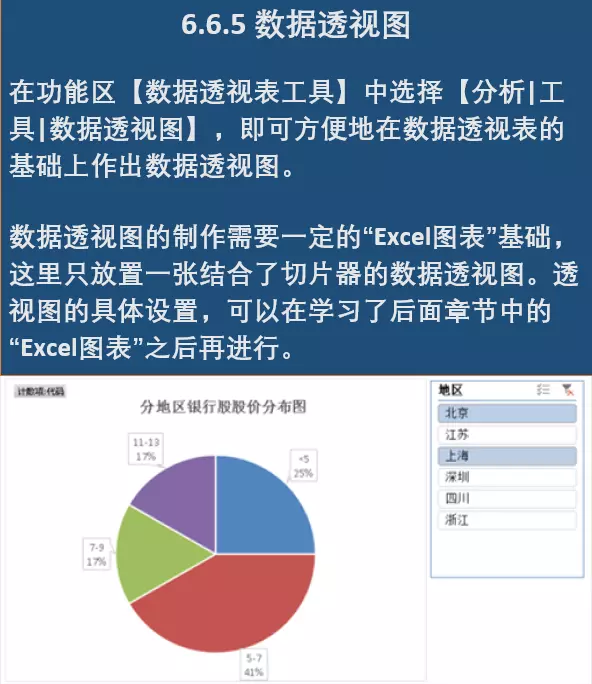 6.6.5 数据透视图
在功能区【数据透视表工具】中选择【分析|工
具|数据透视图】，即可方便地在数据透视表的
基础上作出数据透视图。
数据透视图的制作需要一定的“Excel图表”基础，
这里只放置一张结合了切片器的数据透视图。透
视图的具体设置，可以在学习了后面章节中的
“Excel图表”之后再进行。
计数项:代码
分地区银行股股价分布图
11-13
17%
<5
25%
7-9
17%
5-7
41%
地区
北京
江苏
上海
深圳
四川
浙江